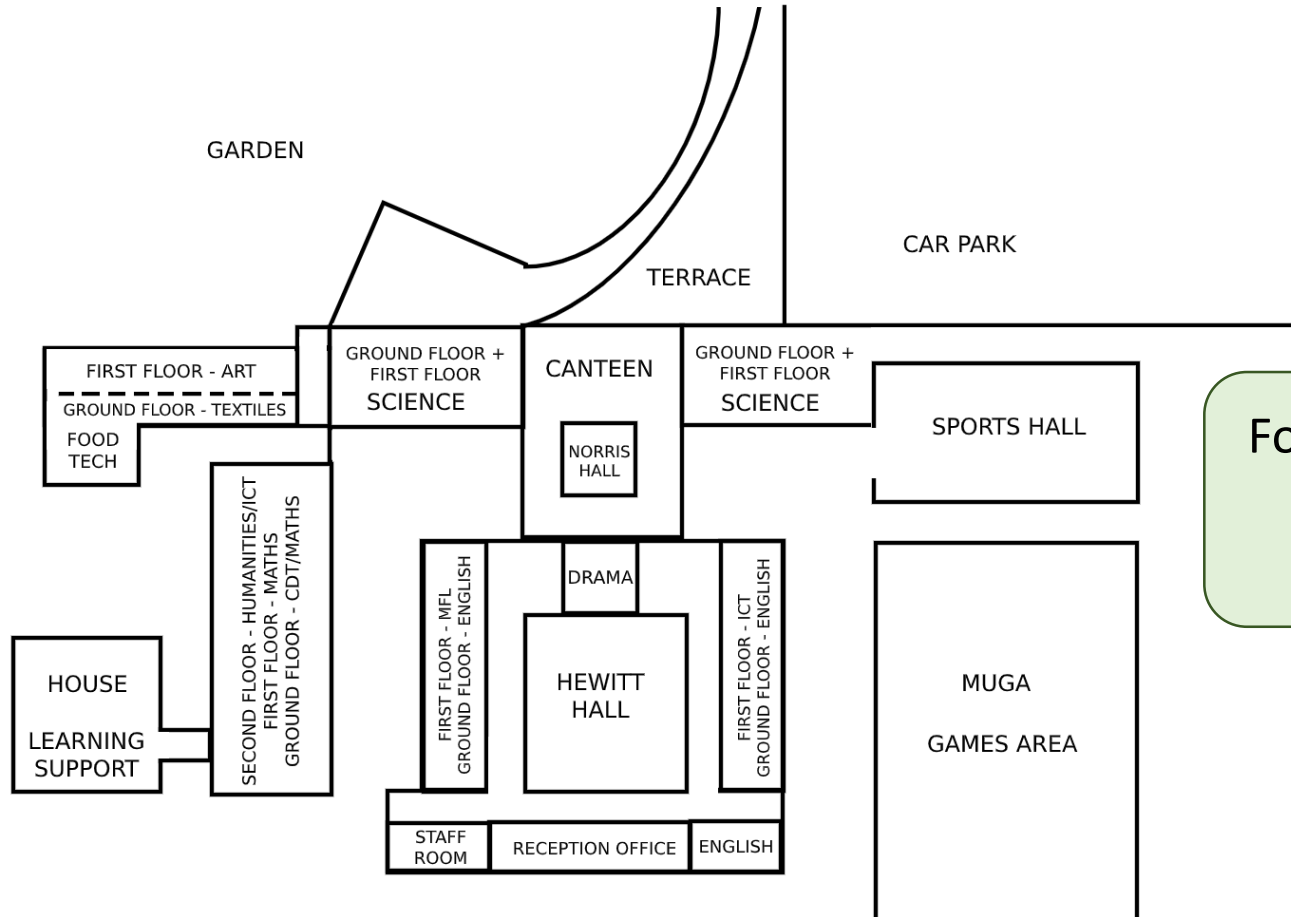 GARDEN
CAR PARK
TERRACE
FIRST FLOOR - ART
GROUND FLOOR - TEXTILES
FOOD
TECH
GROUND FLOOR +
FIRST FLOOR
SCIENCE
CANTEEN
NORRIS
HALL
GROUND FLOOR +
FIRST FLOOR
SCIENCE
SPORTS HALL
Fo
SECOND FLOOR - HUMANITIES/ICT
FIRST FLOOR - MATHS
GROUND FLOOR - CDT/MATHS
HOUSE
LEARNING
SUPPORT
FIRST FLOOR - MFL
GROUND FLOOR - ENGLISH
DRAMA
HEWITT
HALL
FIRST FLOOR - ICT
GROUND FLOOR - ENGLISH
MUGA
GAMES AREA
STAFF
ROOM
RECEPTION OFFICE
ENGLISH